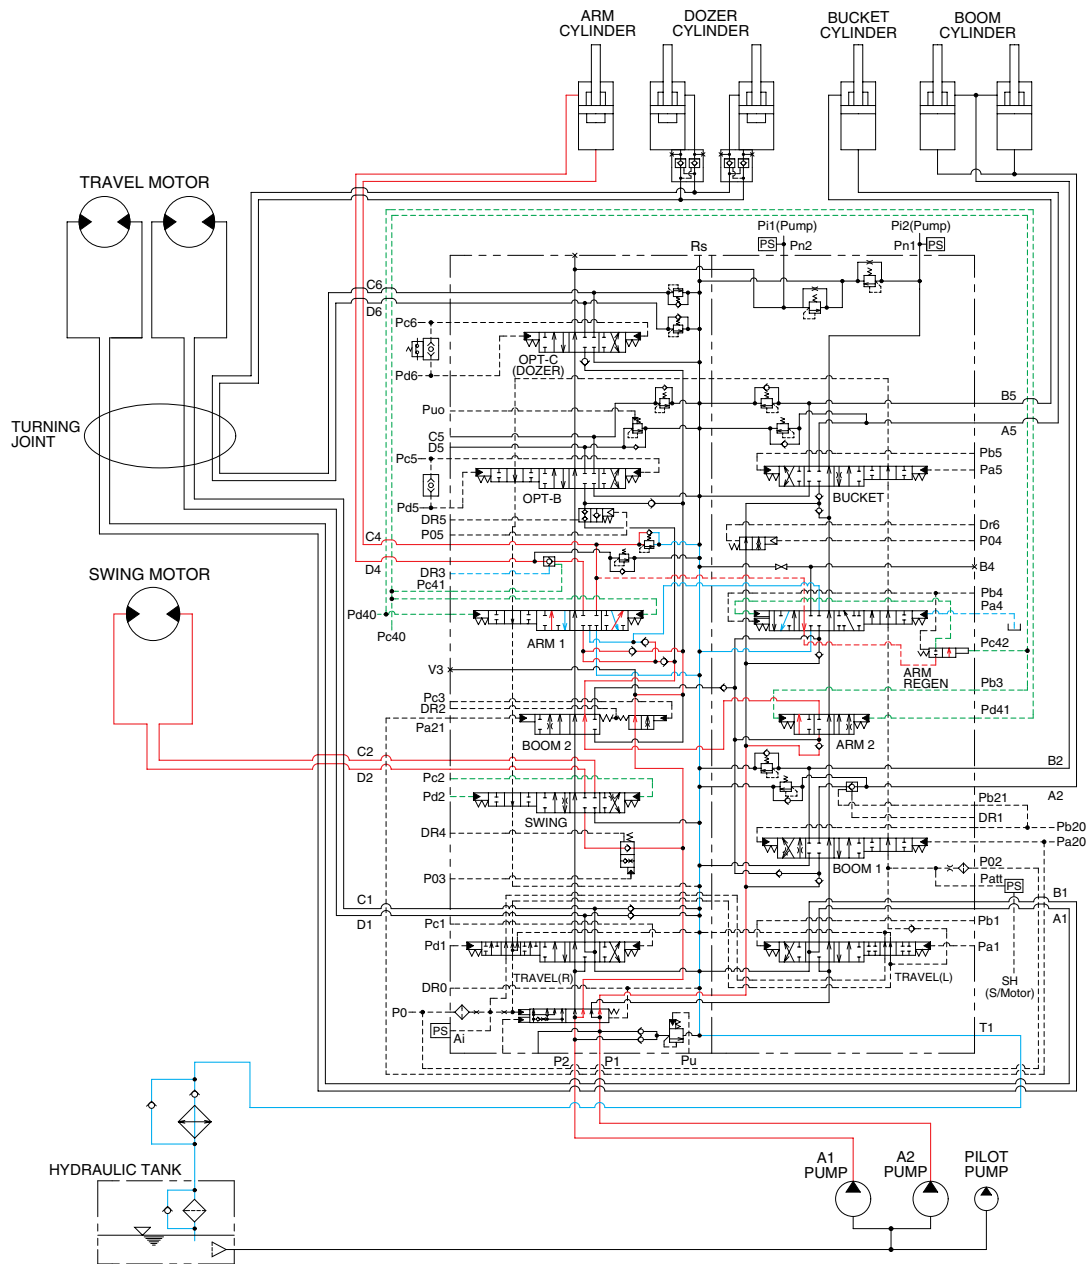 ARM
CYLINDER
DOZER
CYLINDER
BUCKET
CYLINDER
BOOM
CYLINDER
TRAVEL MOTOR
Pi1(Pump)
PS
Pn2
Pi2(Pump)
Pn1
PS
Rs
C6
D6
Pc6
Pd6
OPT-C
(DOZER)
Puo
B5
A5
TURNING
JOINT
C5
D5
Pc5
Pd5
OPT-B
Pb5
Pa5
BUCKET
DR5
P05
Dr6
P04
C4
D4
B4
SWING MOTOR
DR3
Pc41
Pd40
Pc40
ARM 1
Pb4
Pa4
Pc42
ARM
REGEN
V3
Pc3
DR2
Pa21
BOOM 2
Pb3
Pd41
ARM 2
C2
D2
B2
A2
Pc2
Pd2
SWING
Pb21
DR1
Pb20
Pa20
DR4
P03
BOOM 1
P02
Patt
PS
C1
D1
B1
A1
Pc1
Pd1
TRAVEL(R)
Pb1
Pa1
TRAVEL(L)
SH
(S/Motor)
DR0
P0
PS
Ai
T1
P2
P1
Pu
HYDRAULIC TANK
A1
PUMP
A2
PUMP
PILOT
PUMP